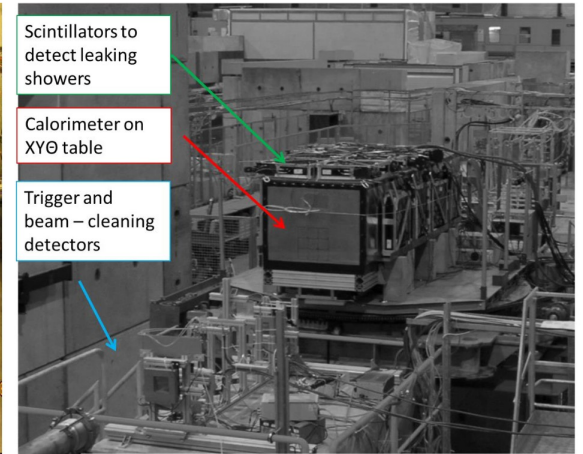 Scintillators to
detect leaking
showers
Calorimeter on
XYΘ table
Trigger and
beam – cleaning
detectors